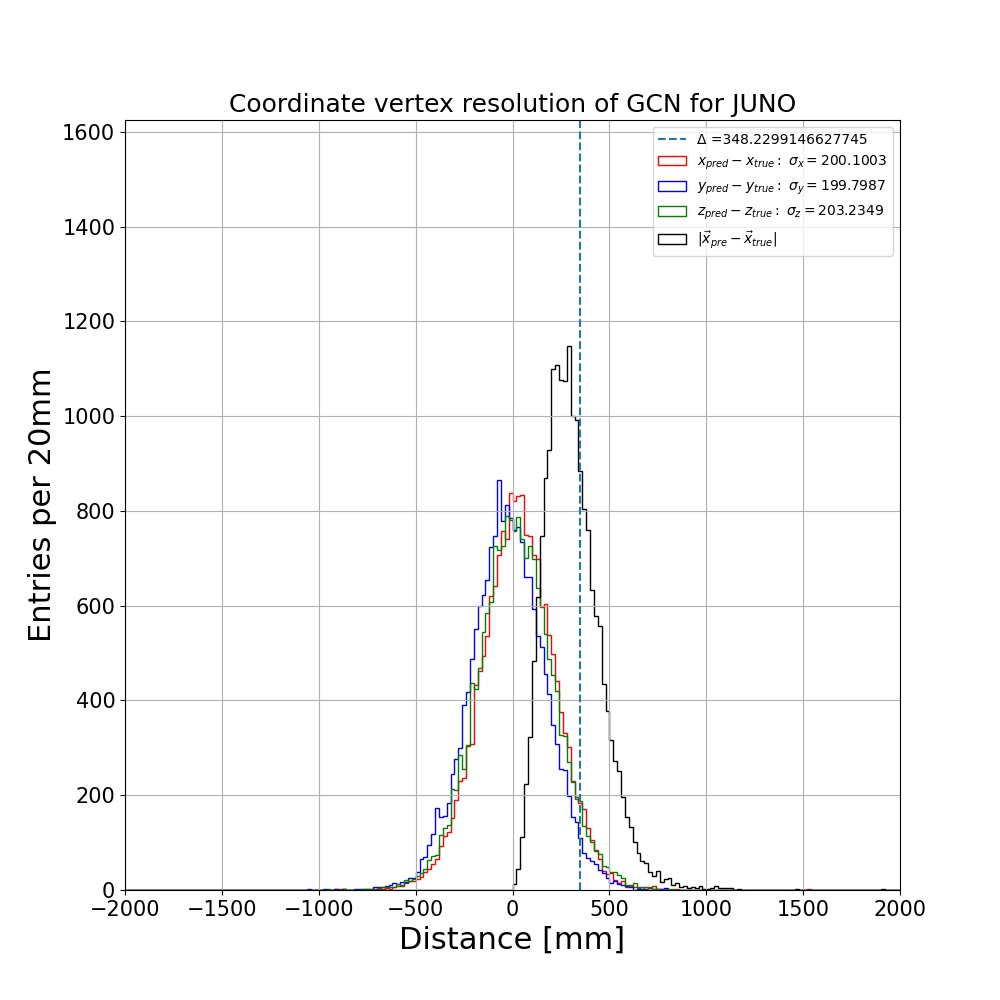 Coordinate vertex resolution of GCN for JUNO
1600
1400
1200
1000
800
600
400
200
0
Entries per 20mm
Δ =348.2299146627745
x_pred − x_true : σ_x = 200.1003
y_pred − y_true : σ_y = 199.7987
z_pred − z_true : σ_z = 203.2349
|x⃗_pre − x⃗_true|
−2000 −1500 −1000 −500 0 500 1000 1500 2000
Distance [mm]